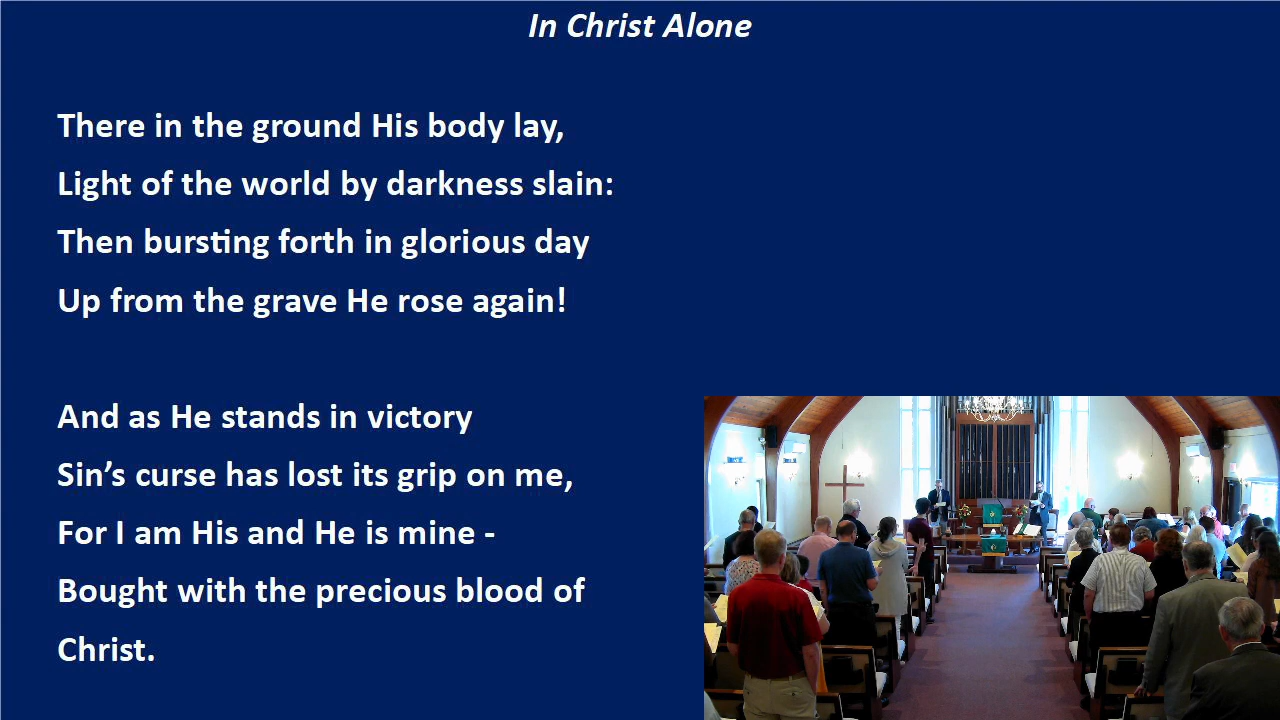 In Christ Alone
There in the ground His body lay,
Light of the world by darkness slain:
Then bursting forth in glorious day
Up from the grave He rose again!
And as He stands in victory
Sin’s curse has lost its grip on me,
For I am His and He is mine -
Bought with the precious blood of
Christ.